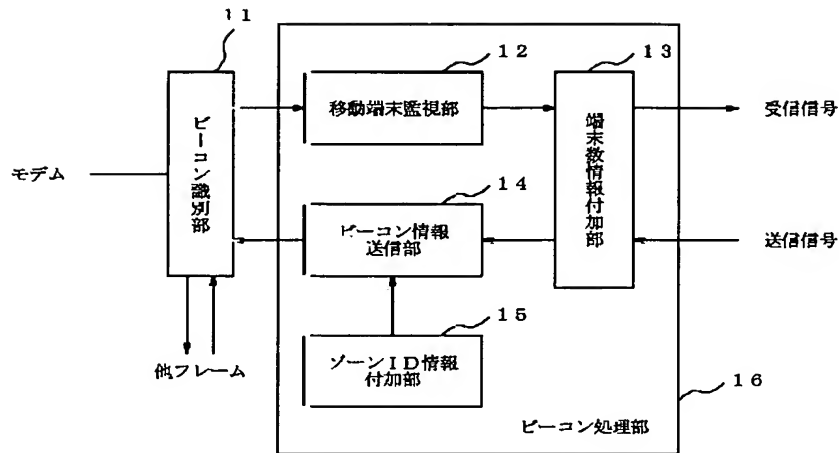 11
12
13
ビーコン識別部
移動端末監視部
端末数情報付加部
受信信号
モデム
14
ビーコン情報
送信部
送信信号
15
ゾーンID情報
付加部
他フレーム
16
ビーコン処理部